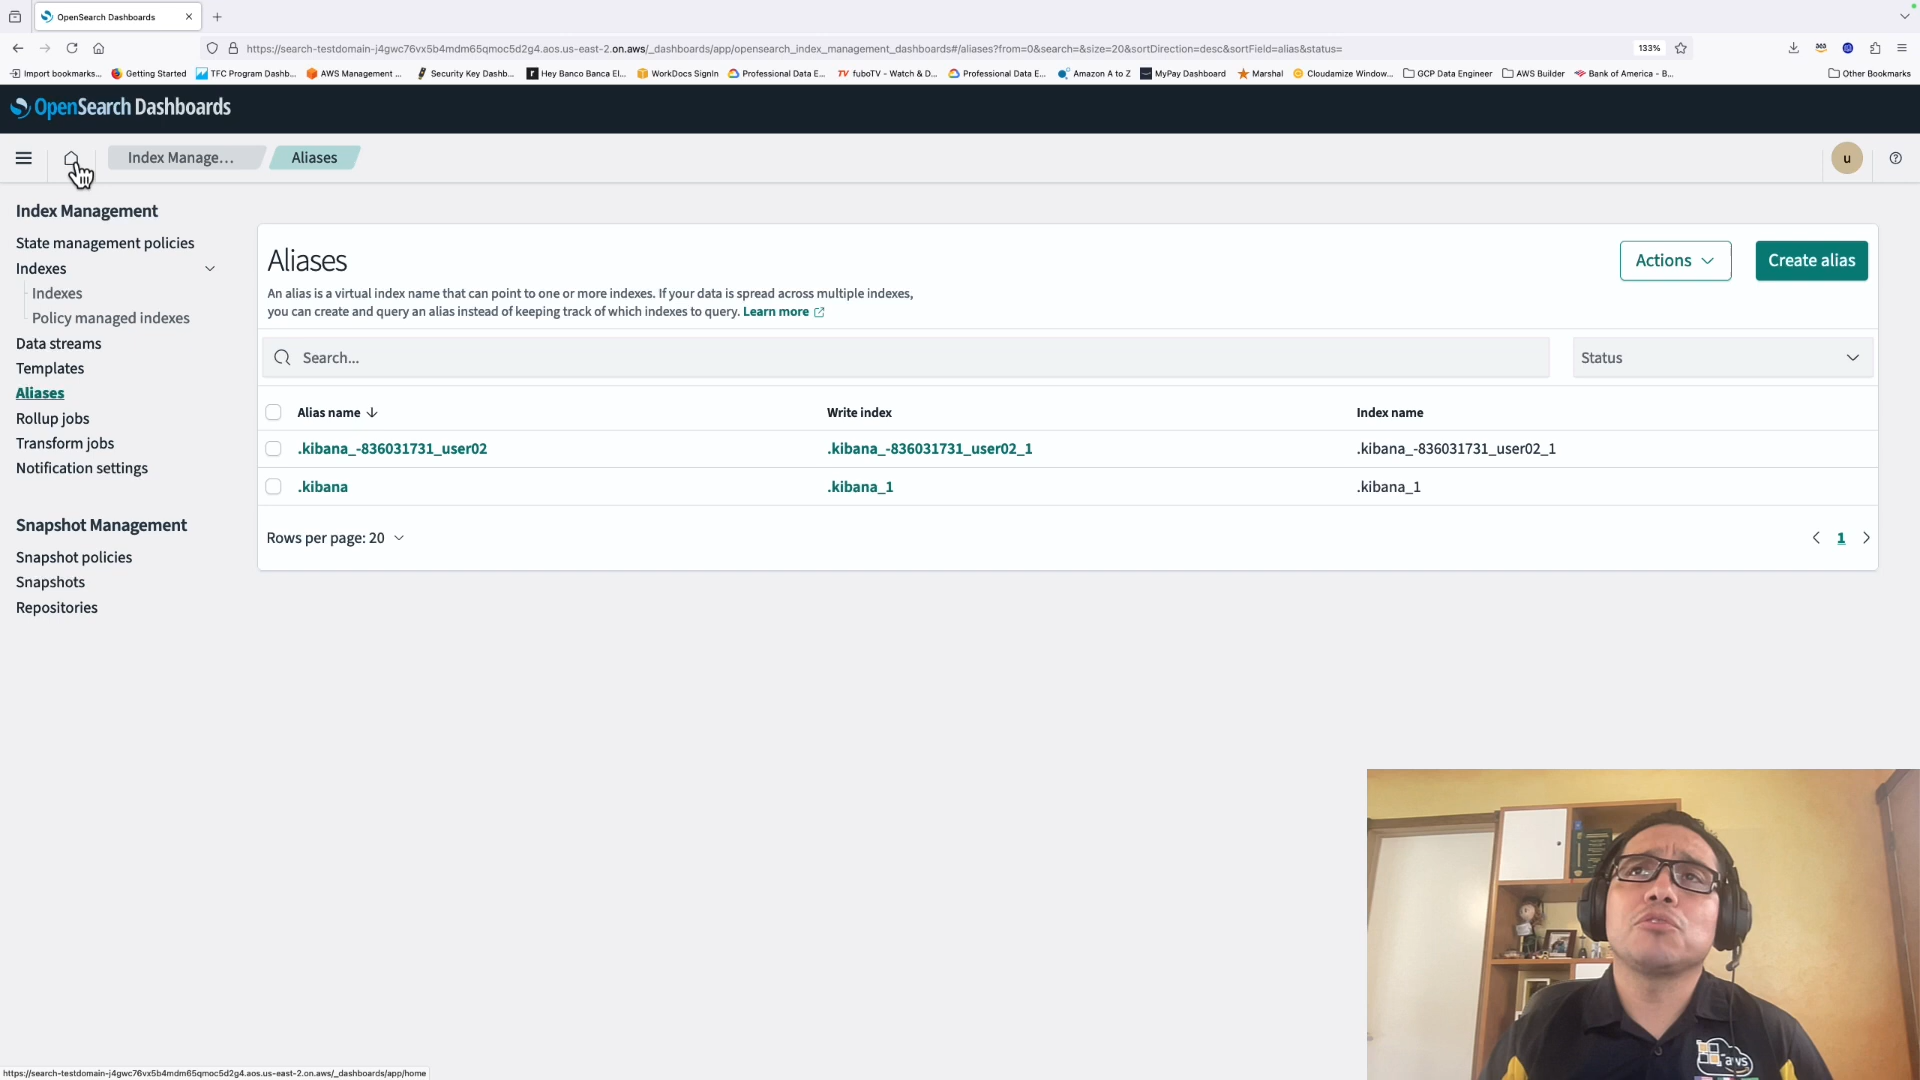 OpenSearch Dashboards
https://search-testdomain-j4gwc76vx5b4mdm65qmoc5d2g4.aos.us-east-2.on.aws/_dashboards/app/opensearch_index_management_dashboards#/aliases?from=0&search=&size=20&sortDirection=desc&sortField=alias&status=
133%
Import bookmarks... Getting Started TFC Program Dashb... AWS Management ... Security Key Dashb... Hey Banco Banca El... WorkDocs SignIn Professional Data E... fuboTV - Watch & D... Professional Data E... Amazon A to Z MyPay Dashboard Marshal Cloudamize Window... GCP Data Engineer AWS Builder Bank of America - B... Other Bookmarks
OpenSearch Dashboards
Index Manage... Aliases u
Index Management
State management policies
Indexes
Indexes
Policy managed indexes
Data streams
Templates
Aliases
Rollup jobs
Transform jobs
Notification settings
Snapshot Management
Snapshot policies
Snapshots
Repositories
Aliases
Actions Create alias
An alias is a virtual index name that can point to one or more indexes. If your data is spread across multiple indexes,
you can create and query an alias instead of keeping track of which indexes to query. Learn more
Search... Status
Alias name Write index Index name
.kibana_-836031731_user02 .kibana_-836031731_user02_1 .kibana_-836031731_user02_1
.kibana .kibana_1 .kibana_1
Rows per page: 20 1
aws
https://search-testdomain-j4gwc76vx5b4mdm65qmoc5d2g4.aos.us-east-2.on.aws/_dashboards/app/home